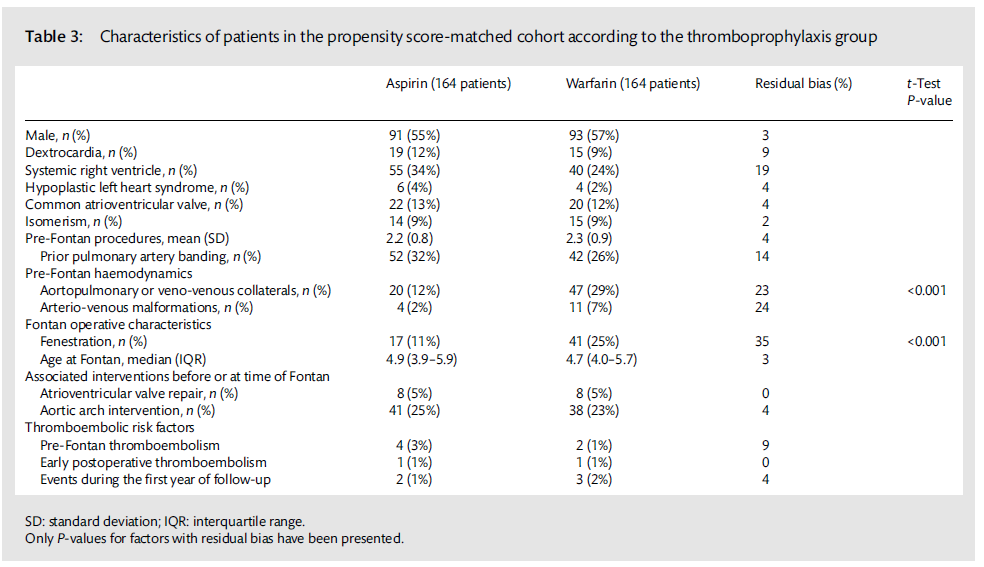 Table 3: Characteristics of patients in the propensity score-matched cohort according to the thromboprophylaxis group
Aspirin (164 patients) Warfarin (164 patients) Residual bias (%) t-Test
P-value
Male, n (%) 91 (55%) 93 (57%) 3
Dextrocardia, n (%) 19 (12%) 15 (9%) 9
Systemic right ventricle, n (%) 55 (34%) 40 (24%) 19
Hypoplastic left heart syndrome, n (%) 6 (4%) 4 (2%) 4
Common atrioventricular valve, n (%) 22 (13%) 20 (12%) 4
Isomerism, n (%) 14 (9%) 15 (9%) 2
Pre-Fontan procedures, mean (SD) 2.2 (0.8) 2.3 (0.9) 4
Prior pulmonary artery banding, n (%) 52 (32%) 42 (26%) 14
Pre-Fontan haemodynamics
Aortopulmonary or veno-venous collaterals, n (%) 20 (12%) 47 (29%) 23 <0.001
Arterio-venous malformations, n (%) 4 (2%) 11 (7%) 24
Fontan operative characteristics
Fenestration, n (%) 17 (11%) 41 (25%) 35 <0.001
Age at Fontan, median (IQR) 4.9 (3.9–5.9) 4.7 (4.0–5.7) 3
Associated interventions before or at time of Fontan
Atrioventricular valve repair, n (%) 8 (5%) 8 (5%) 0
Aortic arch intervention, n (%) 41 (25%) 38 (23%) 4
Thromboembolic risk factors
Pre-Fontan thromboembolism 4 (3%) 2 (1%) 9
Early postoperative thromboembolism 1 (1%) 1 (1%) 0
Events during the first year of follow-up 2 (1%) 3 (2%) 4
SD: standard deviation; IQR: interquartile range.
Only P-values for factors with residual bias have been presented.